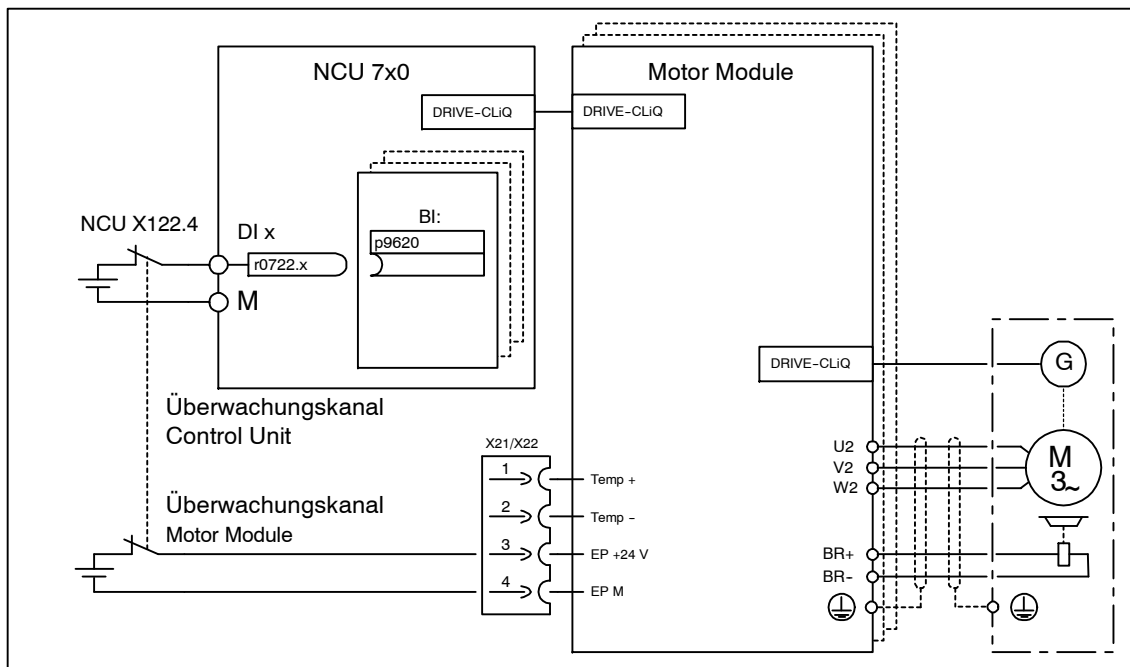 NCU 7x0
Motor Module
DRIVE-CLiQ
DRIVE-CLiQ
BI:
p9620
NCU X122.4
DI x
r0722.x
M
DRIVE-CLiQ
G
Überwachungskanal
Control Unit
X21/X22
1
Temp +
2
Temp -
3
EP +24 V
4
EP M
Überwachungskanal
Motor Module
U2
V2
W2
M
3~
BR+
BR-